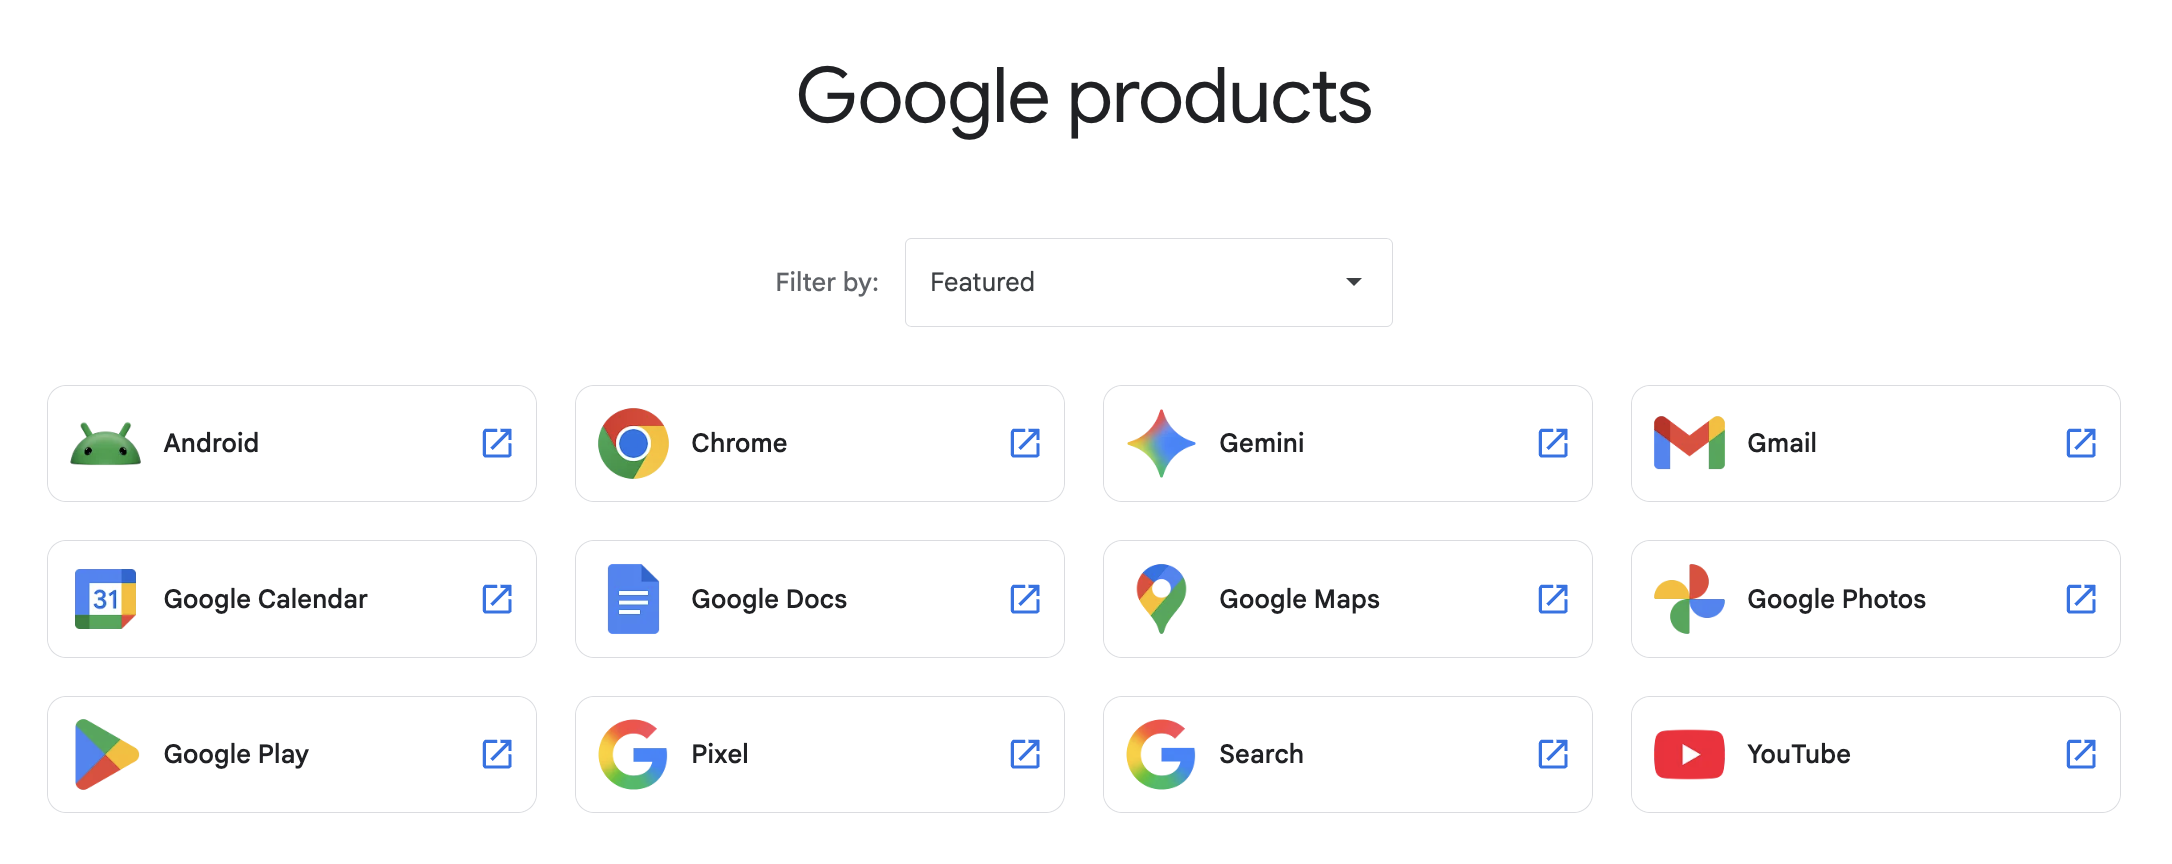 Google products
Filter by: Featured
Android
Chrome
Gemini
Gmail
31
Google Calendar
Google Docs
Google Maps
Google Photos
Google Play
Pixel
Search
YouTube